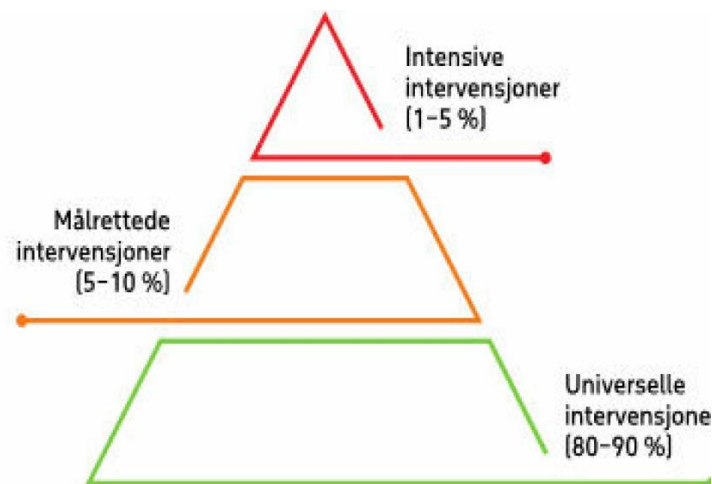 Intensive
intervensjoner
(1–5 %)
Målrettede
intervensjoner
(5–10 %)
Universelle
intervensjone
(80–90 %)